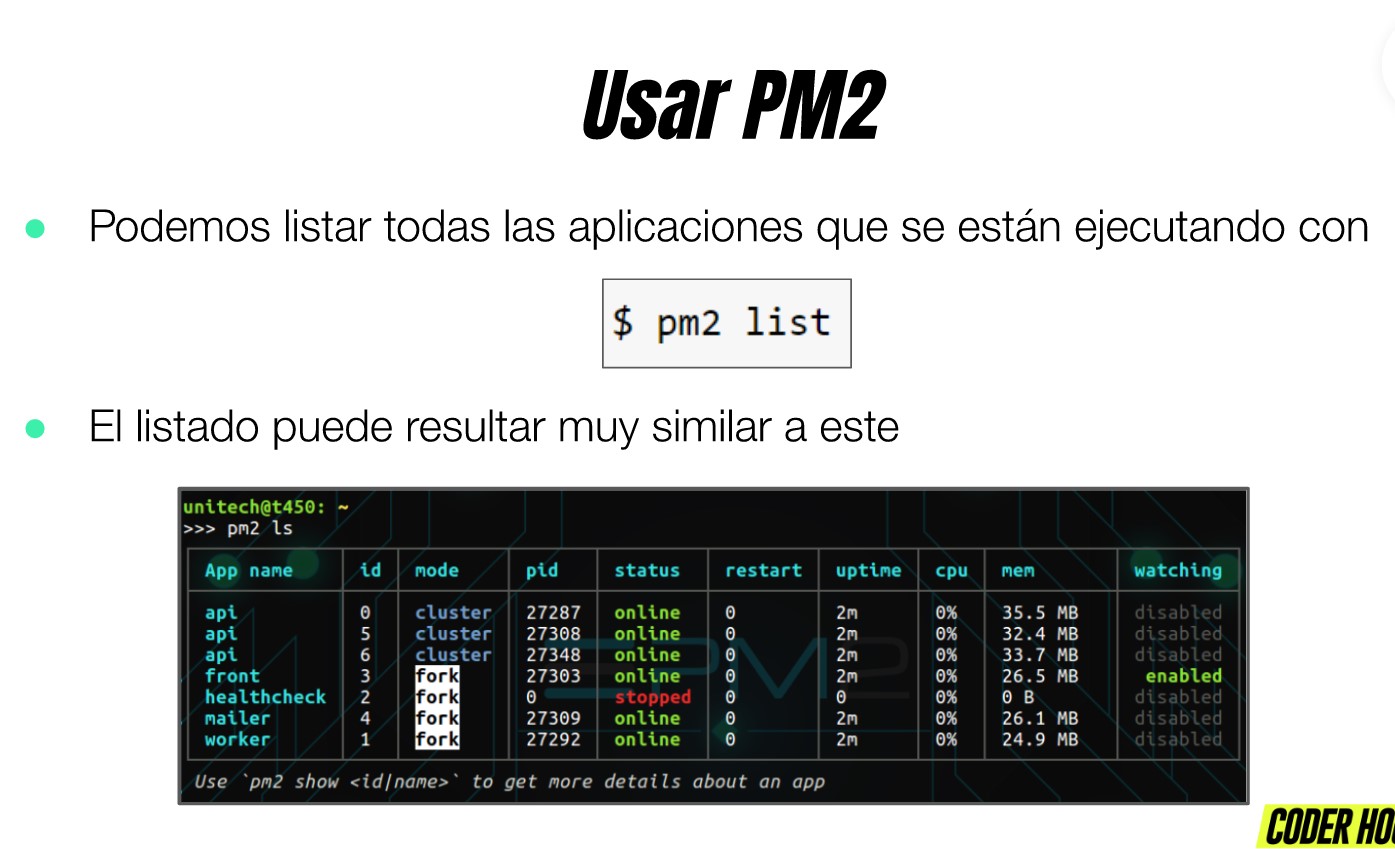 Usar PM2
Podemos listar todas las aplicaciones que se están ejecutando con
$ pm2 list
El listado puede resultar muy similar a este
unitech@t450: ~
>>> pm2 ls
App name id mode pid status restart uptime cpu mem watching
api 0 cluster 27287 online 0 2m 0% 35.5 MB disabled
api 5 cluster 27308 online 0 2m 0% 32.4 MB disabled
api 6 cluster 27348 online 0 2m 0% 33.7 MB disabled
front 3 fork 27303 online 0 2m 0% 26.5 MB enabled
healthcheck 2 fork 0 stopped 0 0 0% 0 B disabled
mailer 4 fork 27309 online 0 2m 0% 26.1 MB disabled
worker 1 fork 27292 online 0 2m 0% 24.9 MB disabled
PM2
Use `pm2 show <id|name>` to get more details about an app
CODER